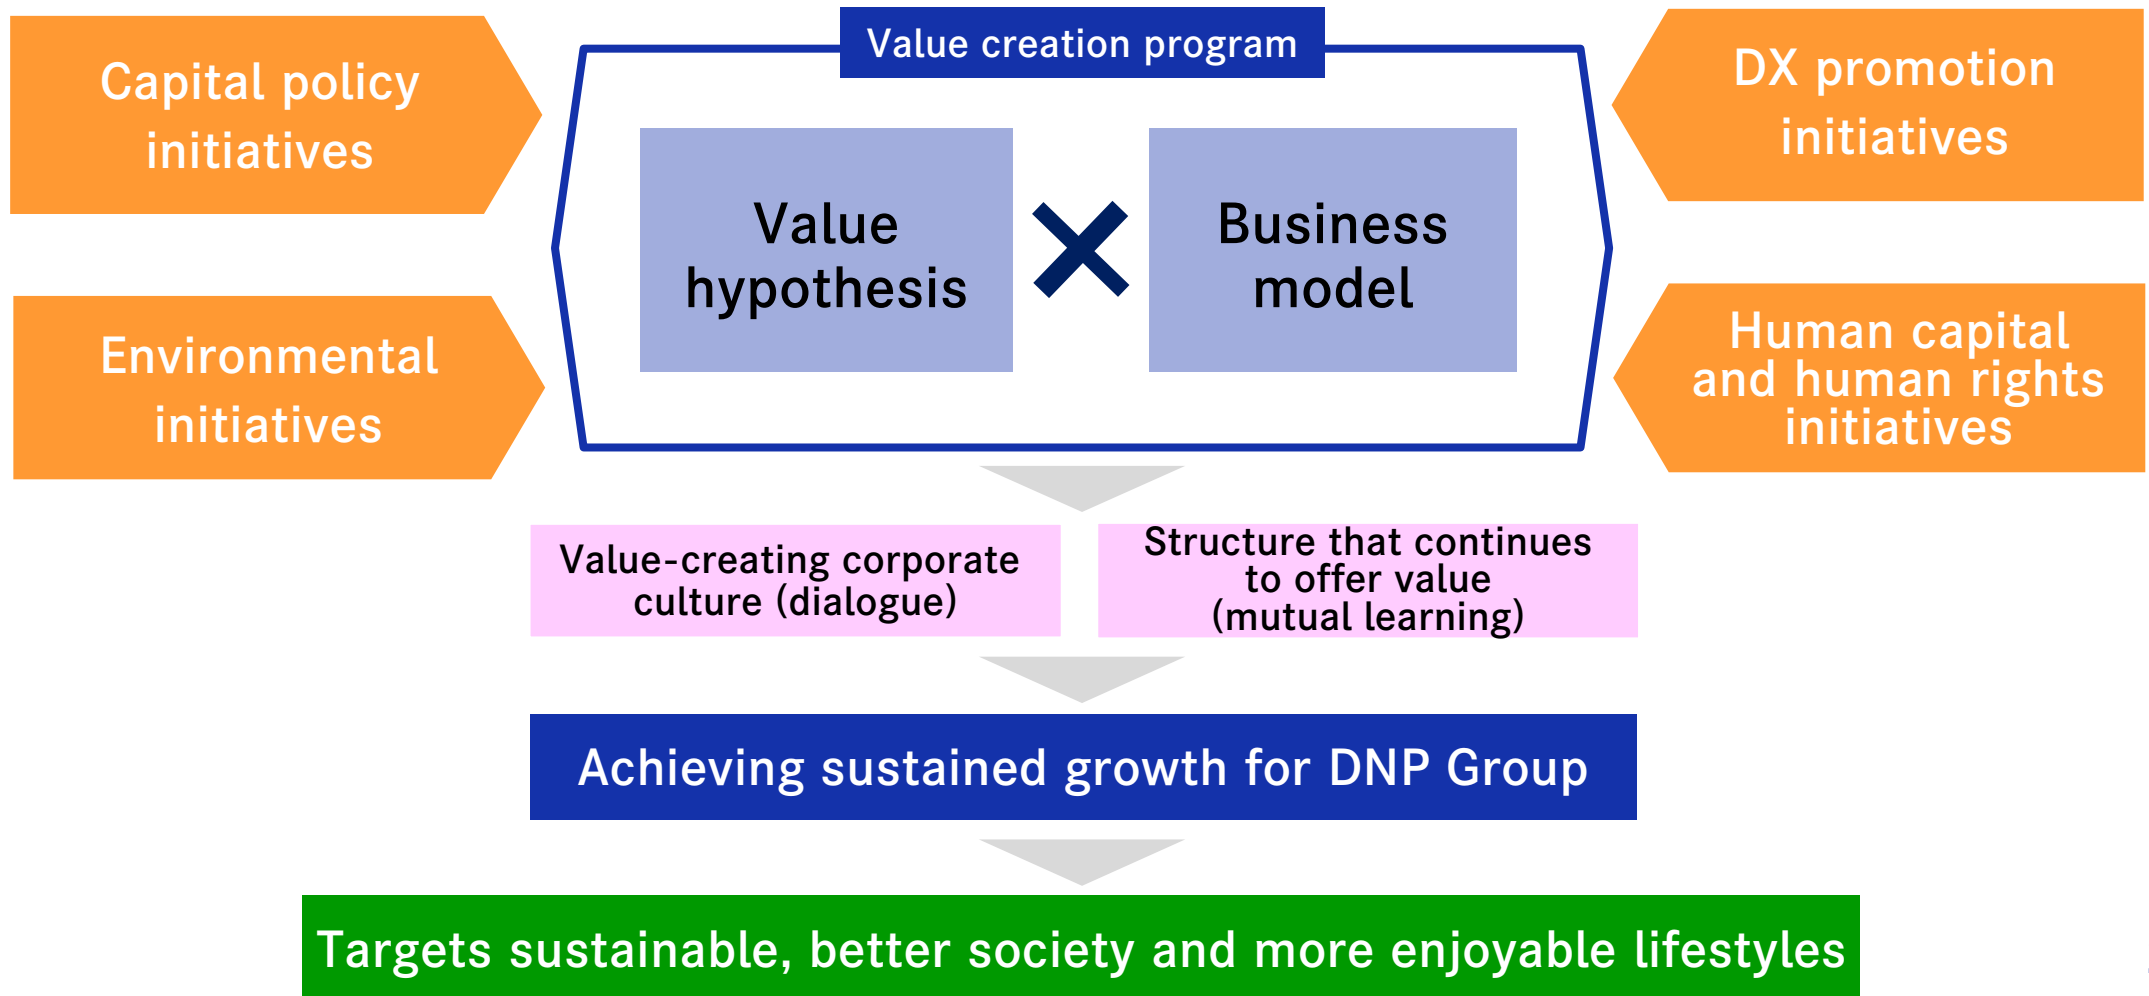 Value creation program
Capital policy
initiatives
DX promotion
initiatives
Value
hypothesis
Business
model
Environmental
initiatives
Human capital
and human rights
initiatives
Value-creating corporate
culture (dialogue)
Structure that continues
to offer value
(mutual learning)
Achieving sustained growth for DNP Group
Targets sustainable, better society and more enjoyable lifestyles